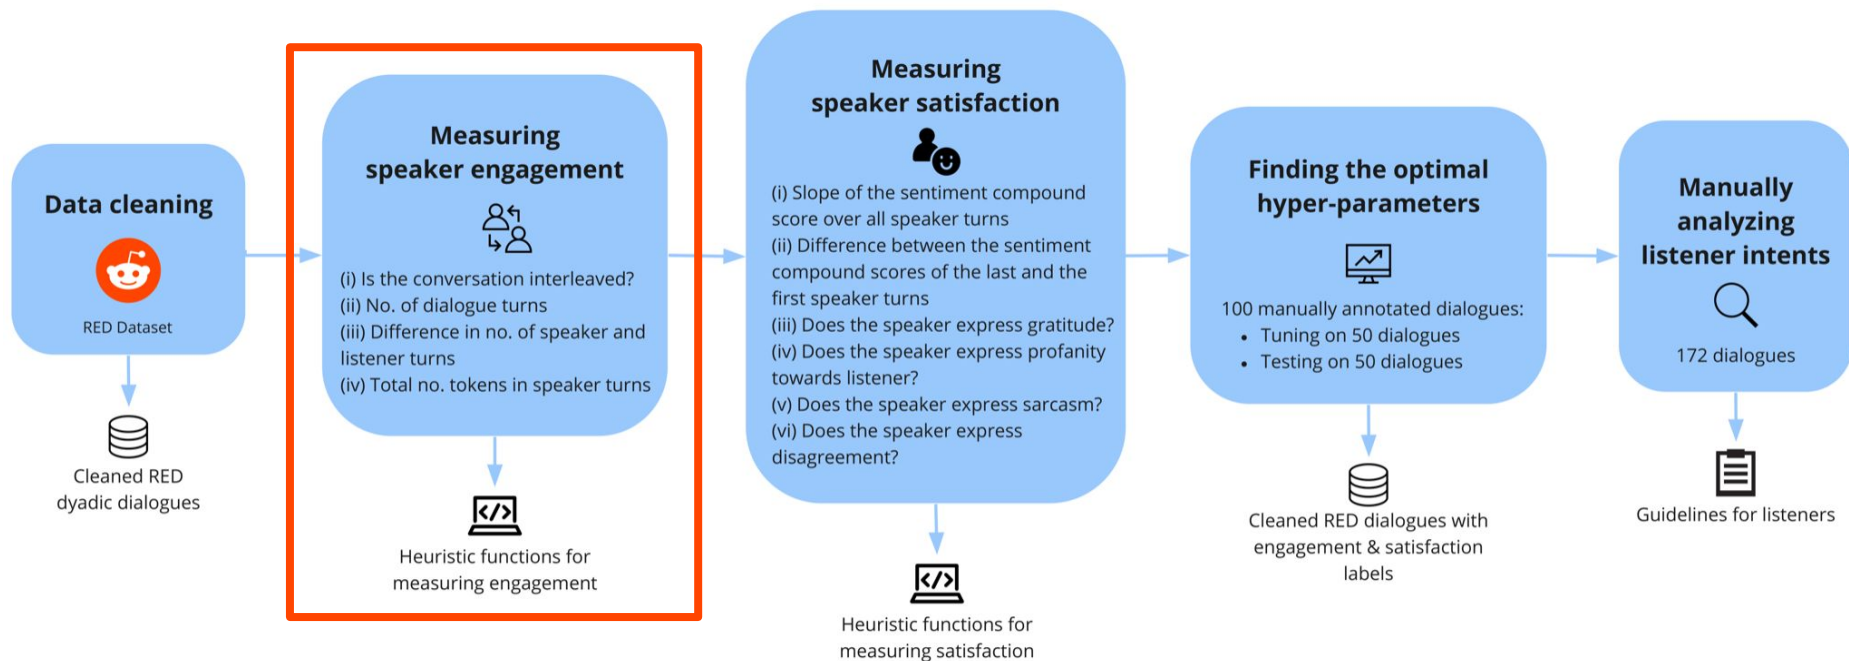 Data cleaning
RED Dataset
Cleaned RED
dyadic dialogues
Measuring
speaker engagement
(i) Is the conversation interleaved?
(ii) No. of dialogue turns
(iii) Difference in no. of speaker and
listener turns
(iv) Total no. tokens in speaker turns
Heuristic functions for
measuring engagement
Measuring
speaker satisfaction
(i) Slope of the sentiment compound
score over all speaker turns
(ii) Difference between the sentiment
compound scores of the last and the
first speaker turns
(iii) Does the speaker express gratitude?
(iv) Does the speaker express profanity
towards listener?
(v) Does the speaker express sarcasm?
(vi) Does the speaker express
disagreement?
Heuristic functions for
measuring satisfaction
Finding the optimal
hyper-parameters
100 manually annotated dialogues:
• Tuning on 50 dialogues
• Testing on 50 dialogues
Cleaned RED dialogues with
engagement & satisfaction
labels
Manually
analyzing
listener intents
172 dialogues
Guidelines for listeners